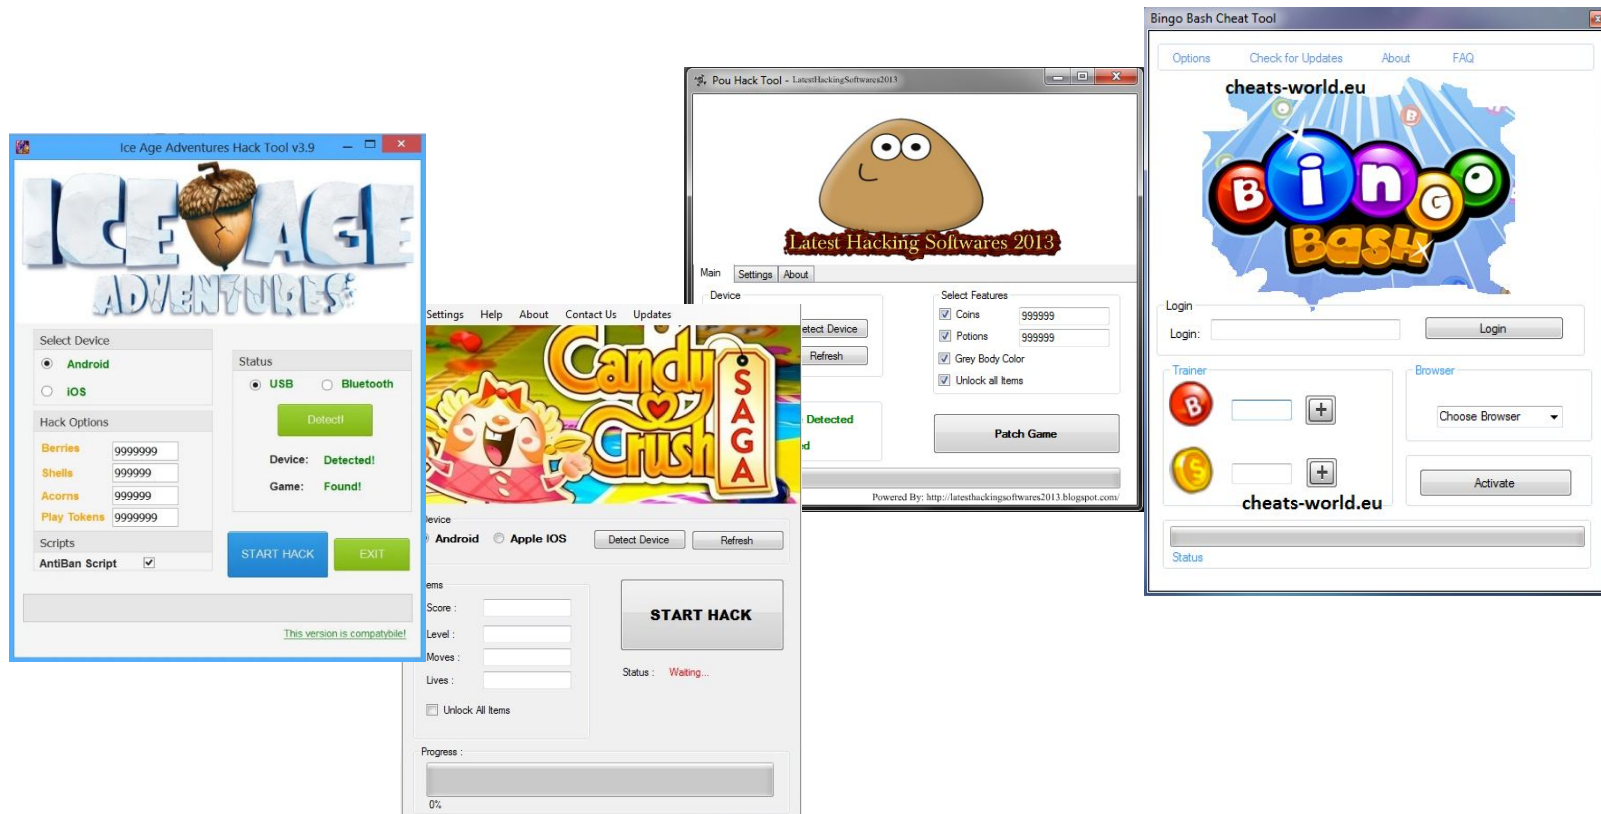 Ice Age Adventures Hack Tool v3.9
ICE AGE
ADVENTURES
Select Device
Android
iOS
Hack Options
Berries 9999999
Shells 999999
Acorns 999999
Play Tokens 9999999
Scripts
AntiBan Script
Status
USB Bluetooth
Detect!
Device: Detected!
Game: Found!
START HACK EXIT
This version is compatybile!
Settings Help About Contact Us Updates
Candy
Crush
SAGA
Device
Android Apple IOS Detect Device Refresh
Score :
Level :
Moves :
Lives :
Unlock All Items
START HACK
Status : Waiting...
Progress :
0%
Pou Hack Tool - LatestHackingSoftwares2013
Latest Hacking Softwares 2013
Main Settings About
Device
Device
Refresh
Detected
Select Features
Coins 999999
Potions 999999
Grey Body Color
Unlock all Items
Patch Game
Powered By: http://latesthackingsoftwares2013.blogspot.com/
Bingo Bash Cheat Tool
Options Check for Updates About FAQ
cheats-world.eu
BinGO
BASH
Login
Login: Login
Trainer
B
$
+
+
cheats-world.eu
Browser
Choose Browser
Activate
Status